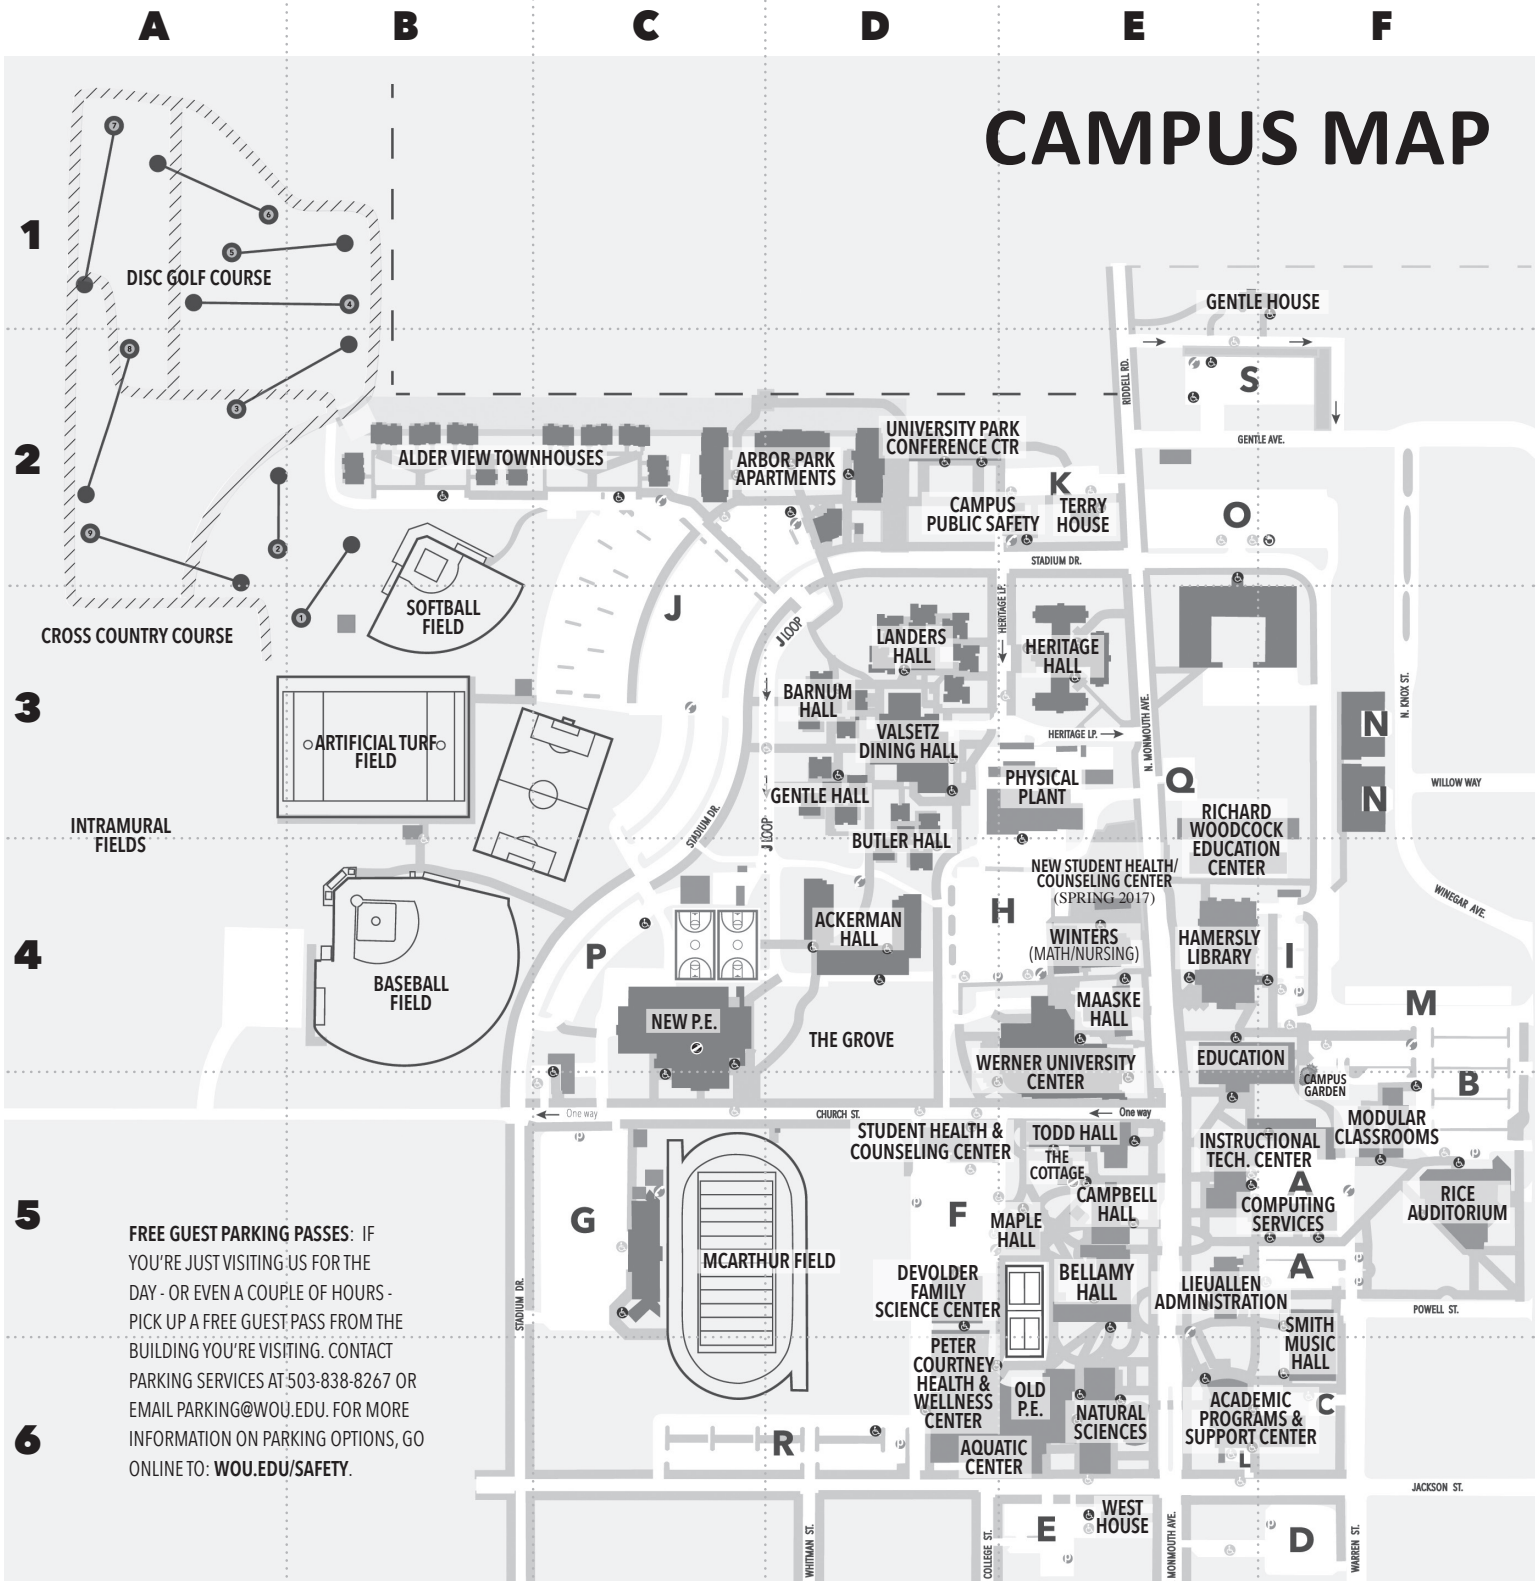 A B C D E F
CAMPUS MAP
1
7
6
5
DISC GOLF COURSE
4
GENTLE HOUSE
8
3
RIDDELL RD.
S
2
GENTLE AVE.
ALDER VIEW TOWNHOUSES
ARBOR PARK
APARTMENTS
UNIVERSITY PARK
CONFERENCE CTR
K
CAMPUS
PUBLIC SAFETY
TERRY
HOUSE
O
9
2
STADIUM DR.
1
SOFTBALL
FIELD
CROSS COUNTRY COURSE
J
J LOOP
LANDERS
HALL
HERITAGE LP.
HERITAGE
HALL
3
BARNUM
HALL
N. KNOX ST.
N
N. MONMOUTH AVE.
HERITAGE LP.
ARTIFICIAL TURF
FIELD
VALSETZ
DINING HALL
PHYSICAL
PLANT
Q
WILLOW WAY
GENTLE HALL
N
INTRAMURAL
FIELDS
STADIUM DR.
J LOOP
BUTLER HALL
RICHARD
WOODCOCK
EDUCATION
CENTER
NEW STUDENT HEALTH/
COUNSELING CENTER
(SPRING 2017)
WINEGAR AVE.
4
H
ACKERMAN
HALL
P
WINTERS
(MATH/NURSING)
HAMERSLY
LIBRARY
I
BASEBALL
FIELD
MAASKE
HALL
M
NEW P.E.
THE GROVE
WERNER UNIVERSITY
CENTER
EDUCATION
CAMPUS
GARDEN
B
One way
CHURCH ST.
One way
STUDENT HEALTH &
COUNSELING CENTER
TODD HALL
THE
COTTAGE
INSTRUCTIONAL
TECH. CENTER
MODULAR
CLASSROOMS
5
G
F
CAMPBELL
HALL
MAPLE
HALL
A
COMPUTING
SERVICES
RICE
AUDITORIUM
FREE GUEST PARKING PASSES: IF
YOU'RE JUST VISITING US FOR THE
DAY - OR EVEN A COUPLE OF HOURS -
PICK UP A FREE GUEST PASS FROM THE
BUILDING YOU'RE VISITING. CONTACT
PARKING SERVICES AT 503-838-8267 OR
EMAIL PARKING@WOU.EDU. FOR MORE
INFORMATION ON PARKING OPTIONS, GO
ONLINE TO: WOU.EDU/SAFETY.
STADIUM DR.
MCARTHUR FIELD
DEVOLDER
FAMILY
SCIENCE CENTER
BELLAMY
HALL
A
LIEUALLEN
ADMINISTRATION
POWELL ST.
SMITH
MUSIC
HALL
PETER
COURTNEY
HEALTH &
WELLNESS
CENTER
OLD
P.E.
NATURAL
SCIENCES
ACADEMIC
PROGRAMS &
SUPPORT CENTER
C
6
R
AQUATIC
CENTER
L
JACKSON ST.
WHITMAN ST.
COLLEGE ST.
E
WEST
HOUSE
MONMOUTH AVE.
D
WARREN ST.